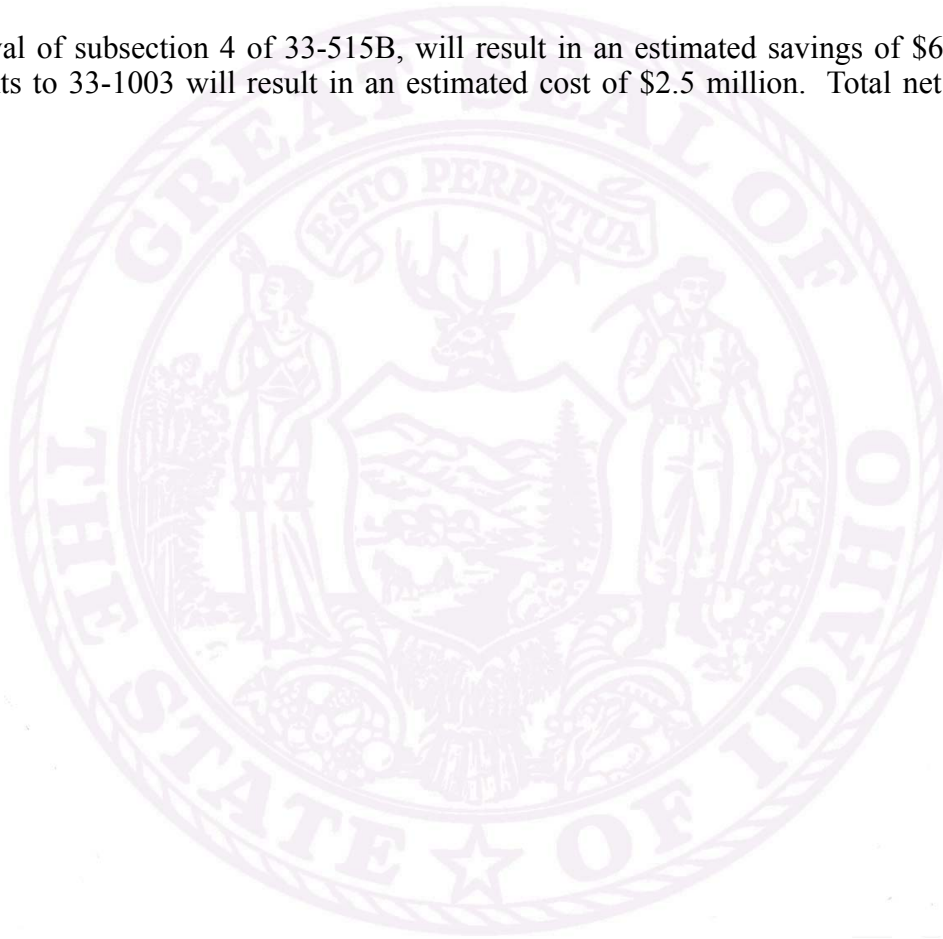 val of subsection 4 of 33-515B, will result in an estimated savings of $6
ts to 33-1003 will result in an estimated cost of $2.5 million. Total net
GREAT SEAL OF
ESTO PERPETUA
THE STATE OF IDAHO